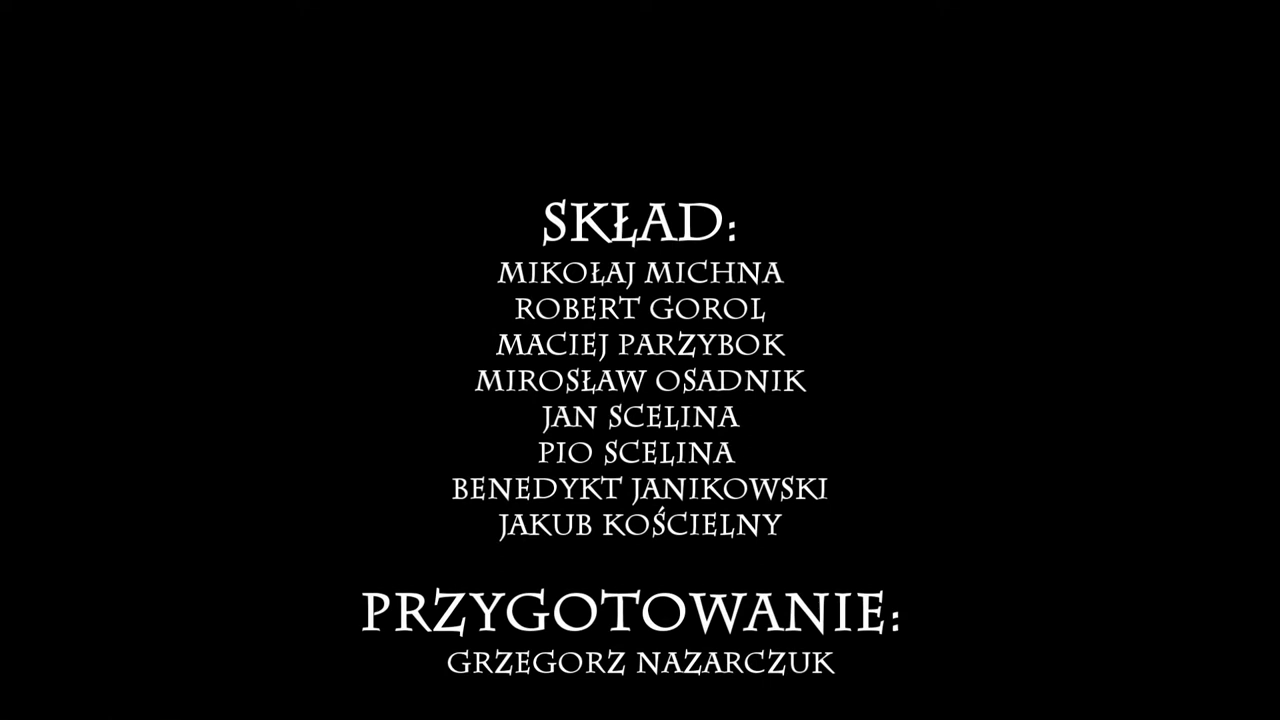 SKŁAD:
MIKOŁAJ MICHNA
ROBERT GOROL
MACIEJ PARZYBOK
MIROSŁAW OSADNIK
JAN SCELINA
PIO SCELINA
BENEDYKT JANIKOWSKI
JAKUB KOŚCIELNY
PRZYGOTOWANIE:
GRZEGORZ NAZARCZUK